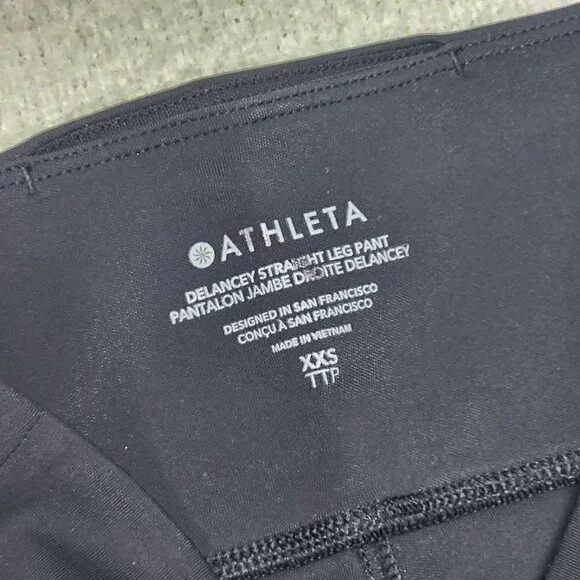 ATHLETA
DELANCEY STRAIGHT LEG PANT
PANTALON JAMBE DROITE DELANCEY
DESIGNED IN SAN FRANCISCO
CONÇU À SAN FRANCISCO
MADE IN VIETNAM
XXS
TTP